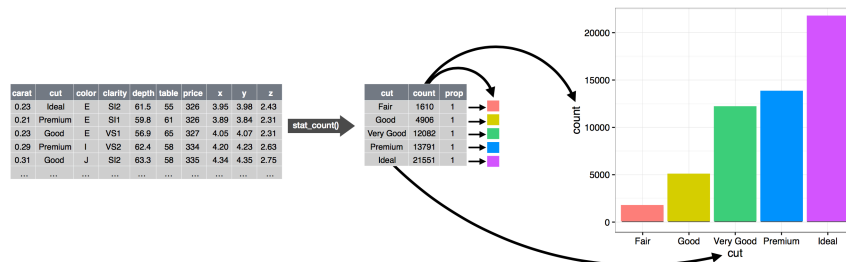 carat cut color clarity depth table price x y z
0.23 Ideal E SI2 61.5 55 326 3.95 3.98 2.43
0.21 Premium E SI1 59.8 61 326 3.89 3.84 2.31
0.23 Good E VS1 56.9 65 327 4.05 4.07 2.31
0.29 Premium I VS2 62.4 58 334 4.20 4.23 2.63
0.31 Good J SI2 63.3 58 335 4.34 4.35 2.75
... ... ... ... ... ... ... ... ... ...
stat_count()
cut count prop
Fair 1610 1
Good 4906 1
Very Good 12082 1
Premium 13791 1
Ideal 21551 1
count
20000
15000
10000
5000
0
Fair Good Very Good Premium Ideal
cut